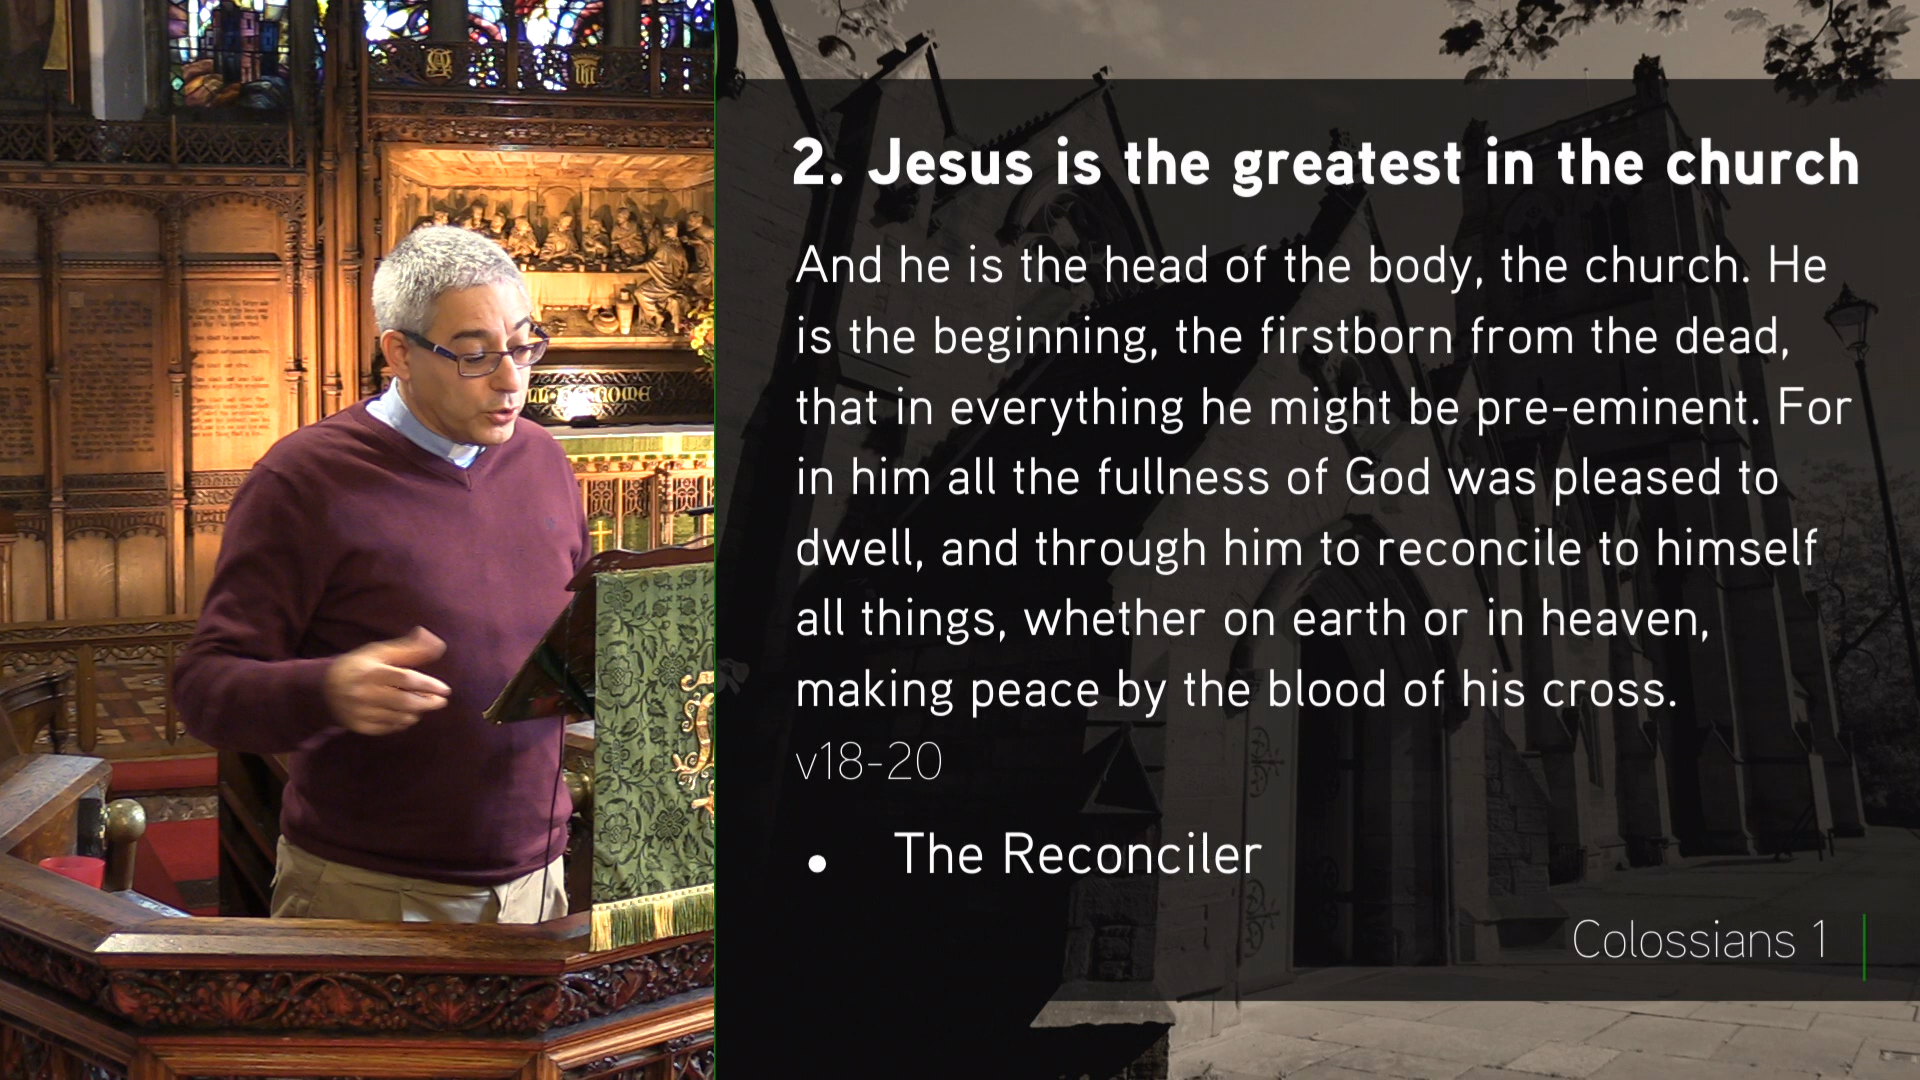 2. Jesus is the greatest in the church
And he is the head of the body, the church. He
is the beginning, the firstborn from the dead,
that in everything he might be pre-eminent. For
in him all the fullness of God was pleased to
dwell, and through him to reconcile to himself
all things, whether on earth or in heaven,
making peace by the blood of his cross.
v18-20
• The Reconciler
Colossians 1